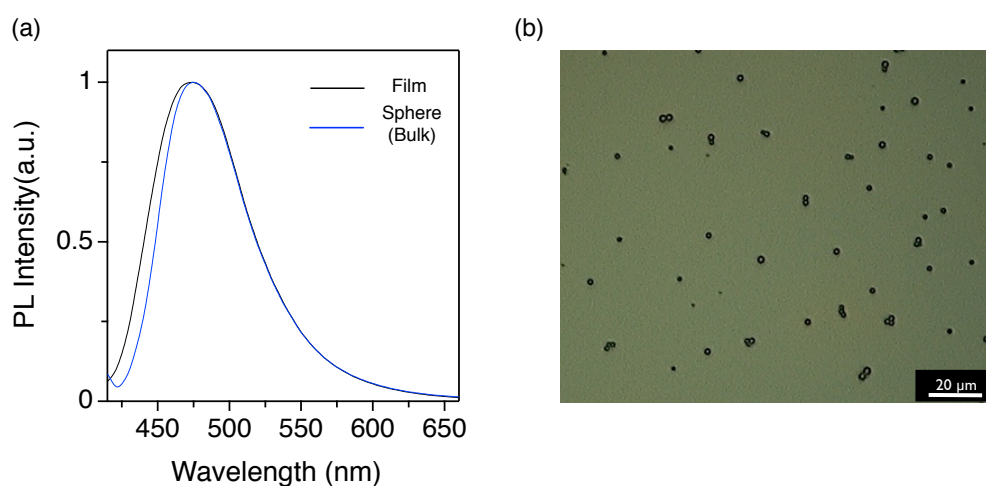 (a)
(b)
1
Film
Sphere
(Bulk)
PL Intensity(a.u.)
0.5
0
450 500 550 600 650
Wavelength (nm)
20 µm